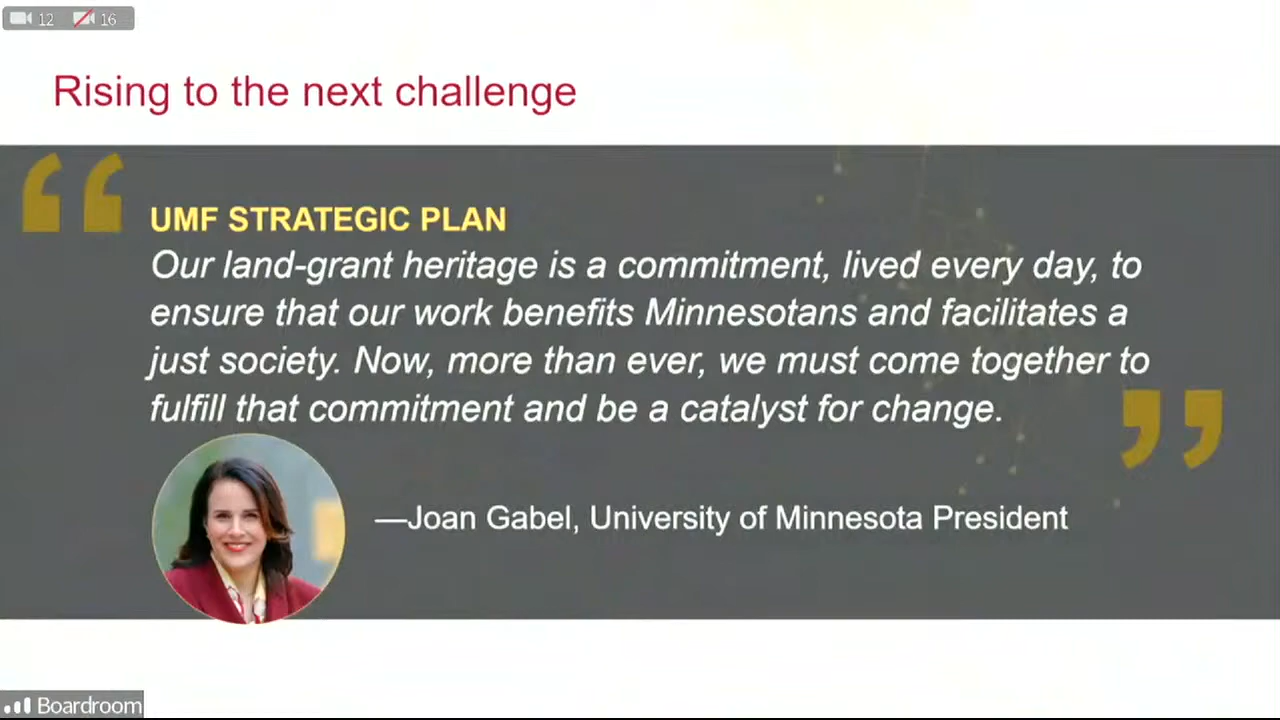 12 16
Rising to the next challenge
“
UMF STRATEGIC PLAN
Our land-grant heritage is a commitment, lived every day, to
ensure that our work benefits Minnesotans and facilitates a
just society. Now, more than ever, we must come together to
fulfill that commitment and be a catalyst for change.
”
—Joan Gabel, University of Minnesota President
Boardroom